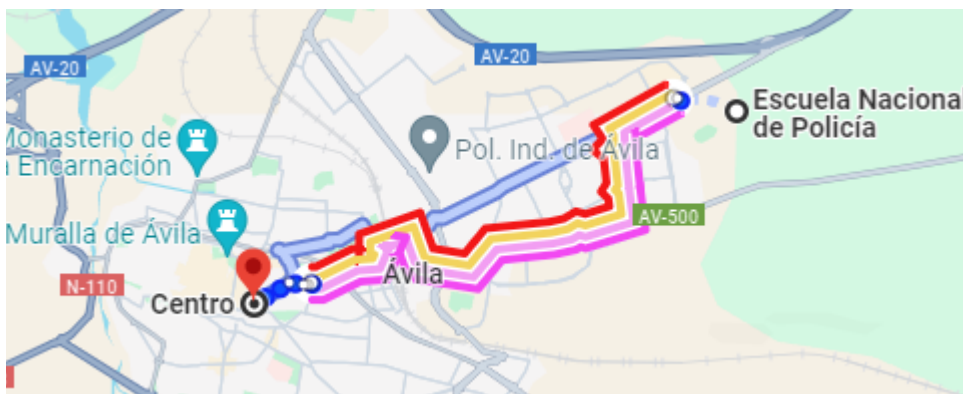 AV-20
AV-20
Escuela Nacional
de Policía
Monasterio de
Encarnación
Pol. Ind. de Ávila
AV-500
Muralla de Ávila
Ávila
N-110
Centro